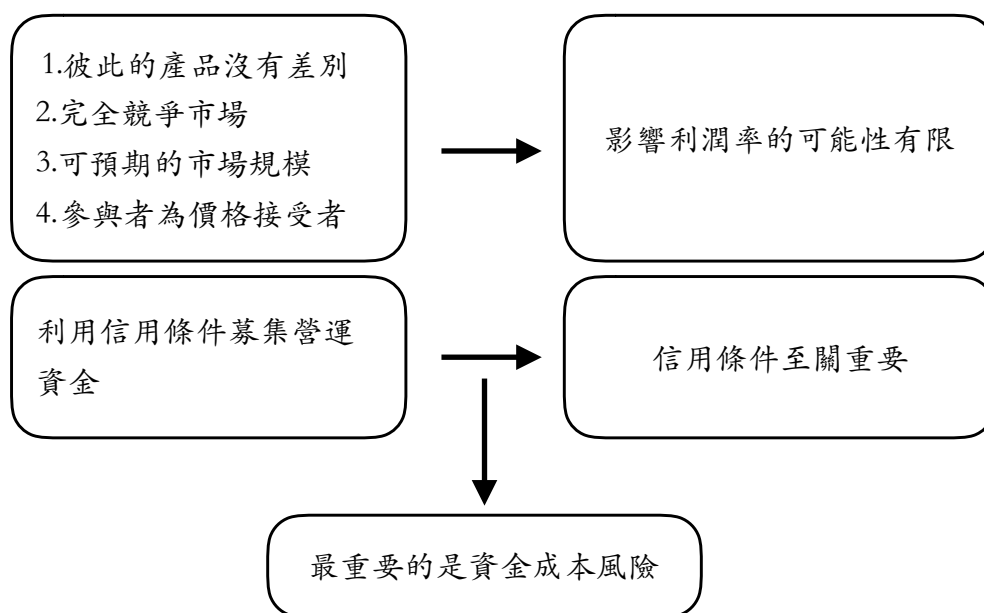 1.彼此的產品沒有差別
2.完全競爭市場
3.可預期的市場規模
4.參與者為價格接受者
影響利潤率的可能性有限
利用信用條件募集營運
資金
信用條件至關重要
最重要的是資金成本風險